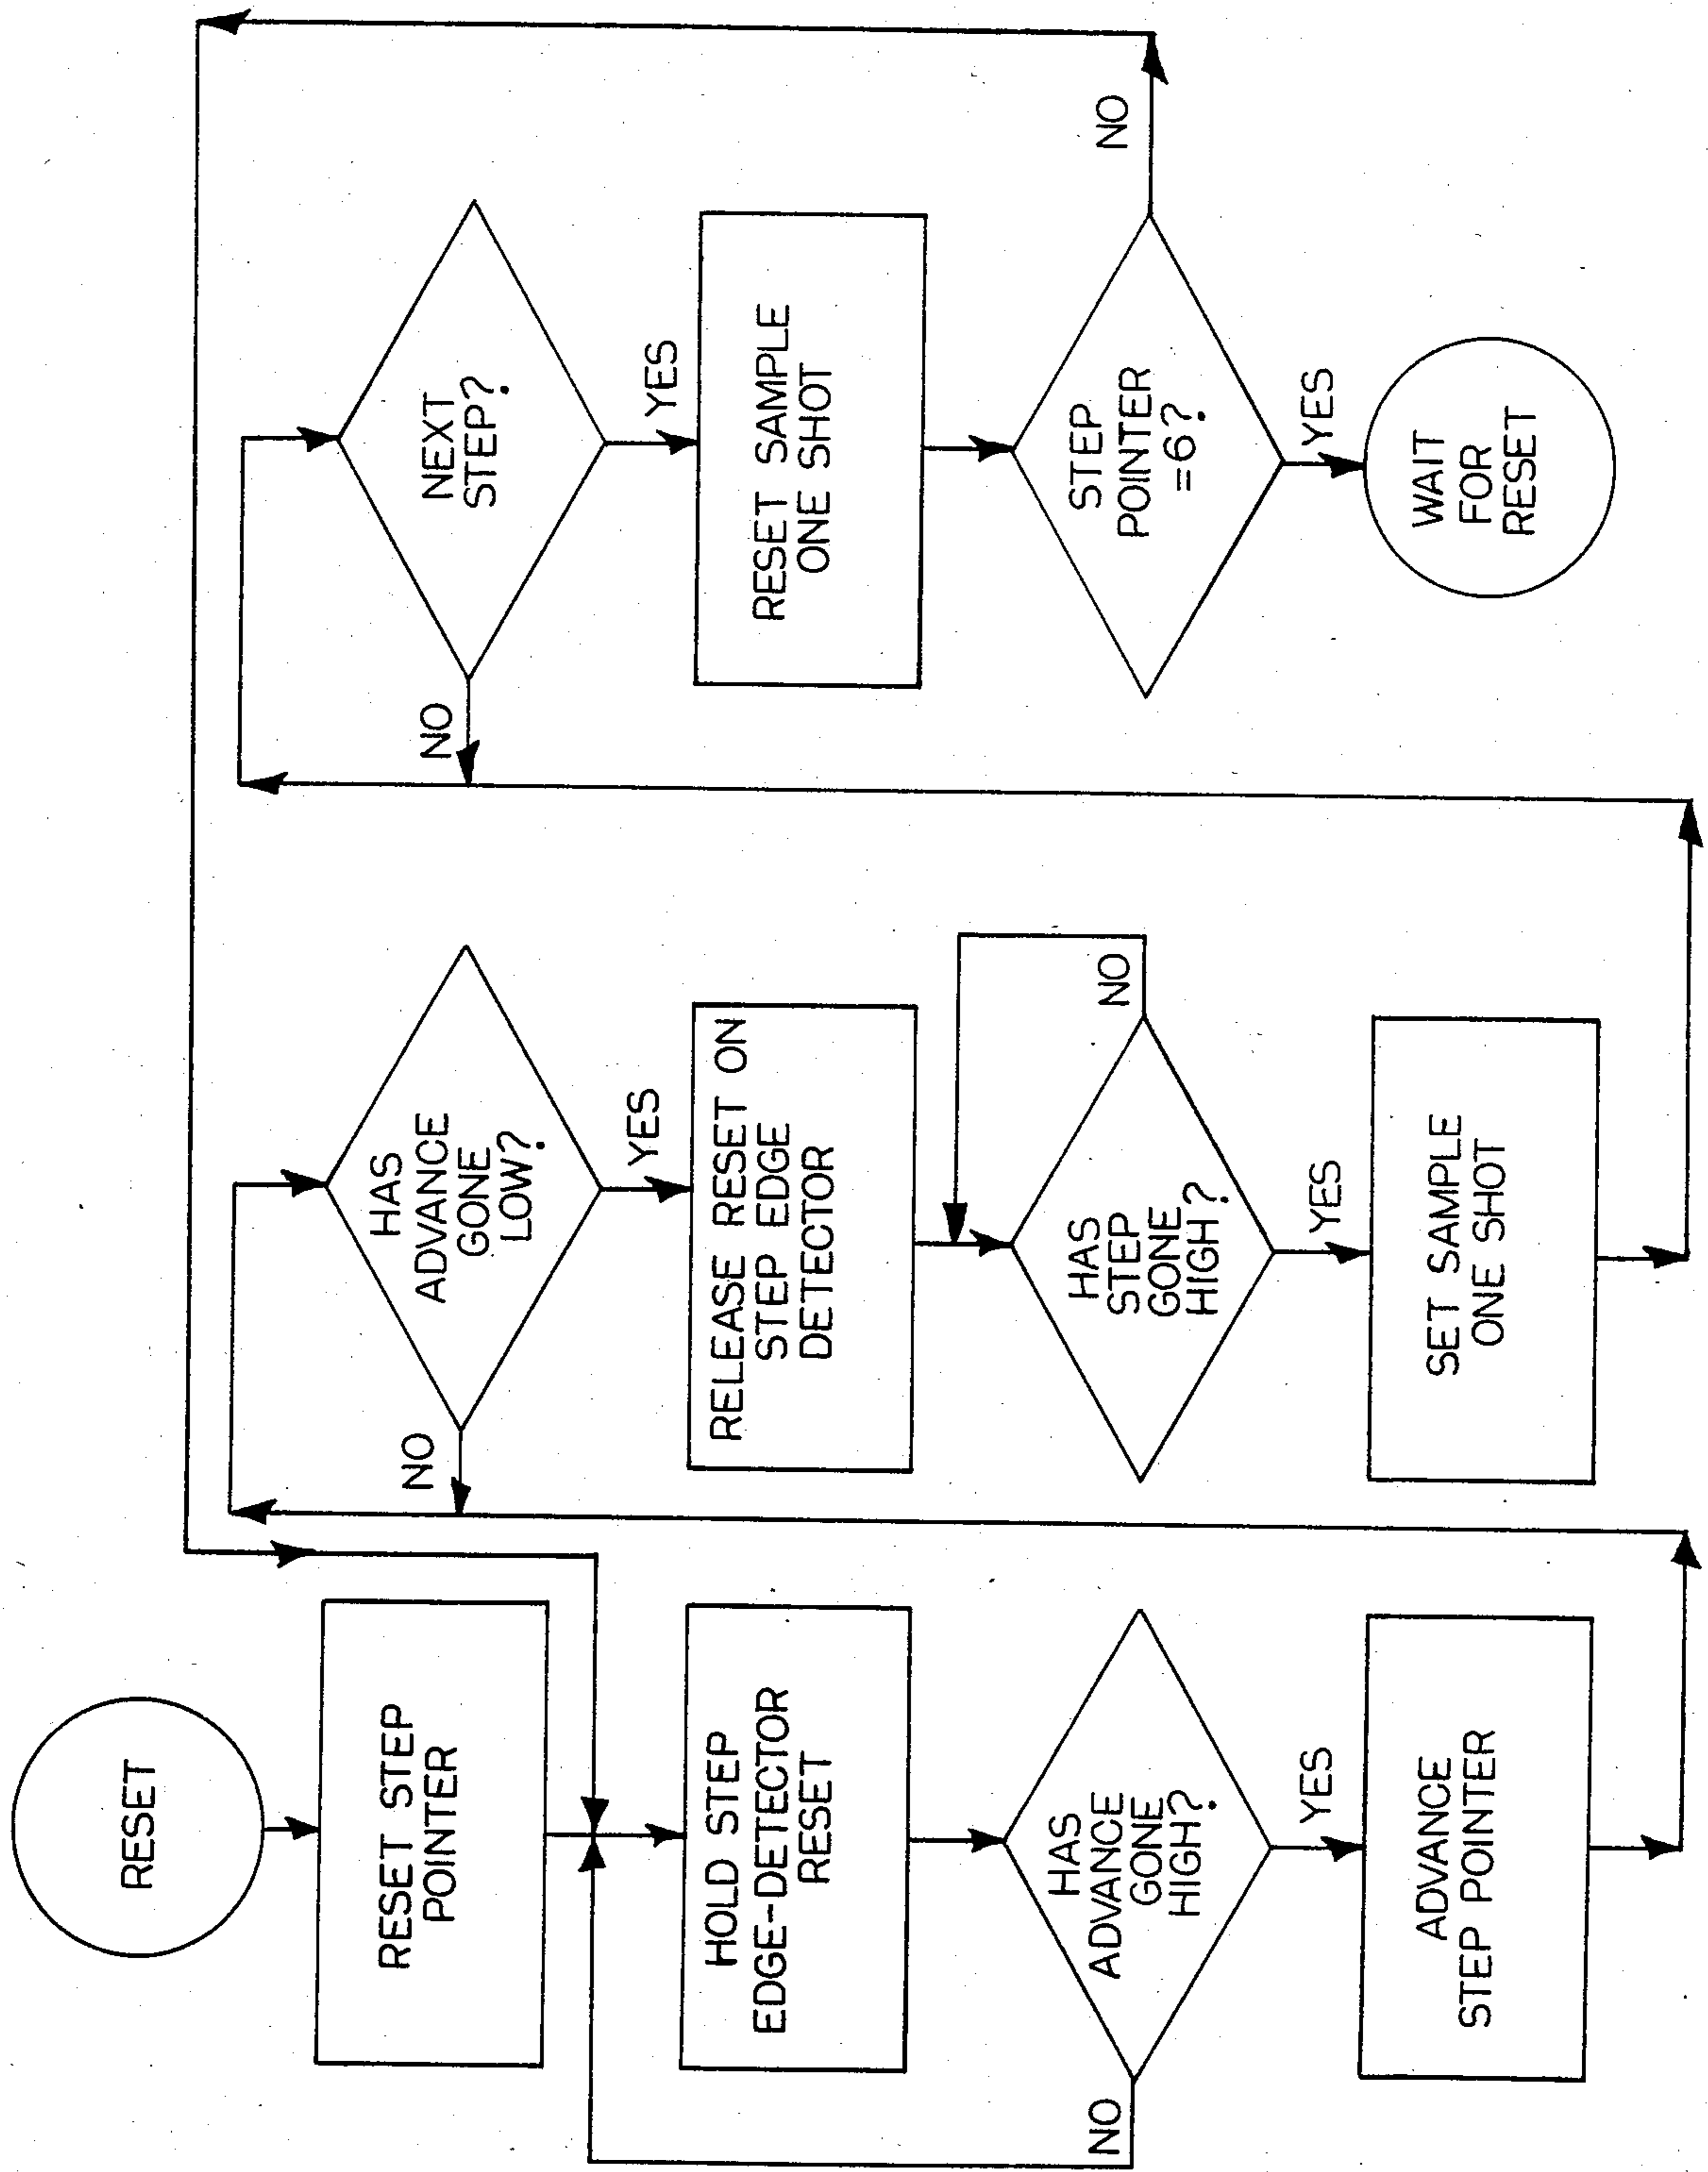 RESET
RESET STEP
POINTER
HOLD STEP
EDGE-DETECTOR
RESET
HAS
ADVANCE
GONE
HIGH?
NO
YES
ADVANCE
STEP POINTER
HAS
ADVANCE
GONE
LOW?
NO
YES
RELEASE RESET ON
STEP EDGE
DETECTOR
HAS
STEP
GONE
HIGH?
NO
YES
SET SAMPLE
ONE SHOT
NEXT
STEP?
NO
YES
RESET SAMPLE
ONE SHOT
STEP
POINTER
=6?
NO
YES
WAIT
FOR
RESET